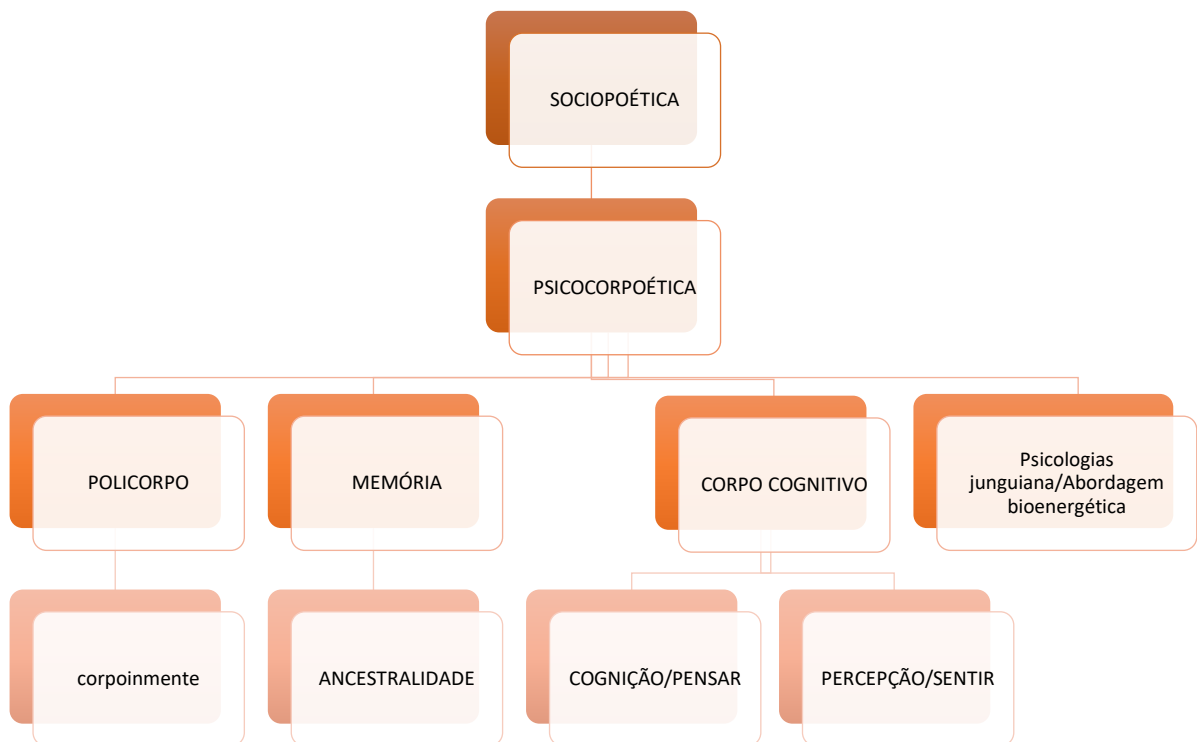 SOCIOPOÉTICA
PSICOCORPOÉTICA
POLICORPO
MEMÓRIA
CORPO COGNITIVO
Psicologias
junguiana/Abordagem
bioenergética
corpoinmente
ANCESTRALIDADE
COGNIÇÃO/PENSAR
PERCEPÇÃO/SENTIR